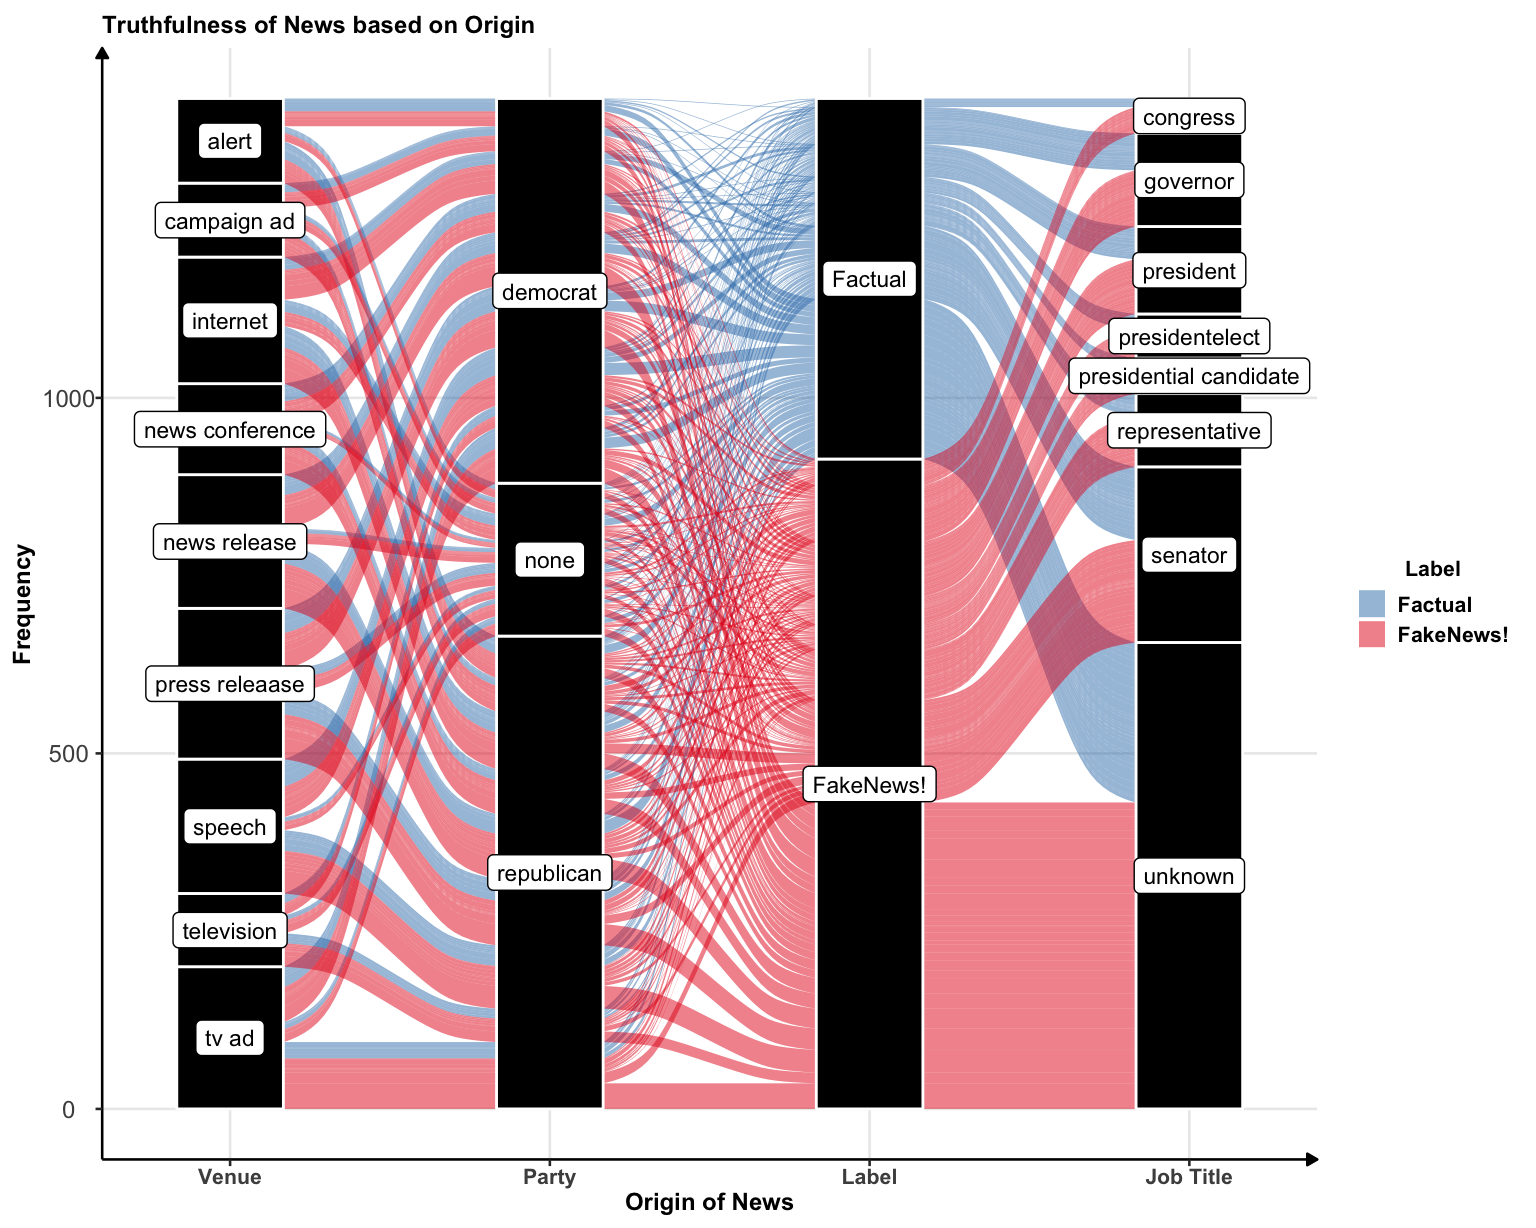 Truthfulness of News based on Origin
alert
campaign ad
internet
news conference
news release
press releaase
speech
television
tv ad
democrat
none
republican
Factual
FakeNews!
congress
governor
president
presidentelect
presidential candidate
representative
senator
unknown
1000
500
0
Frequency
Venue
Party
Label
Job Title
Origin of News
Label
Factual
FakeNews!